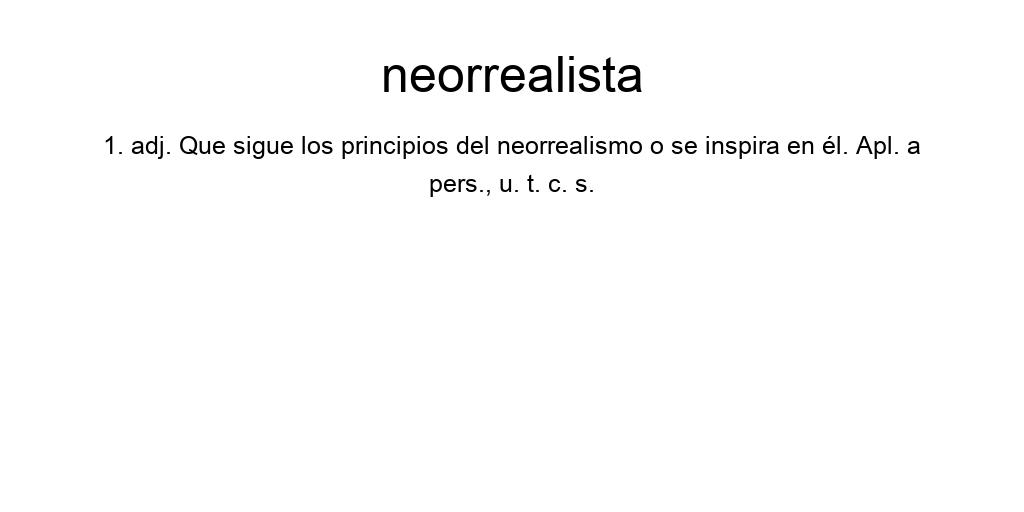 neorrealista
1. adj. Que sigue los principios del neorrealismo o se inspira en él. Apl. a
pers., u. t. c. s.